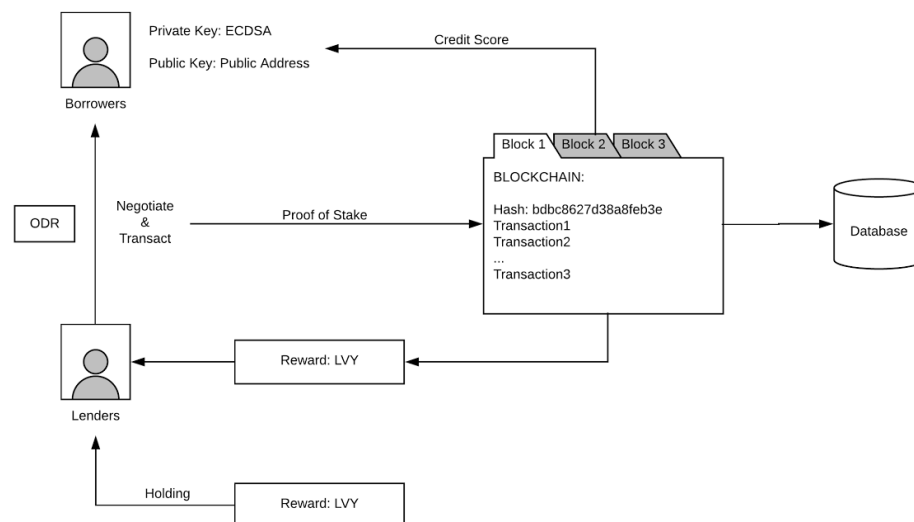 Private Key: ECDSA
Public Key: Public Address
Borrowers
Credit Score
Block 1
Block 2
Block 3
BLOCKCHAIN:
Hash: bdbc8627d38a8feb3e
Transaction1
Transaction2
...
Transaction3
ODR
Negotiate
&
Transact
Proof of Stake
Database
Lenders
Reward: LVY
Holding
Reward: LVY